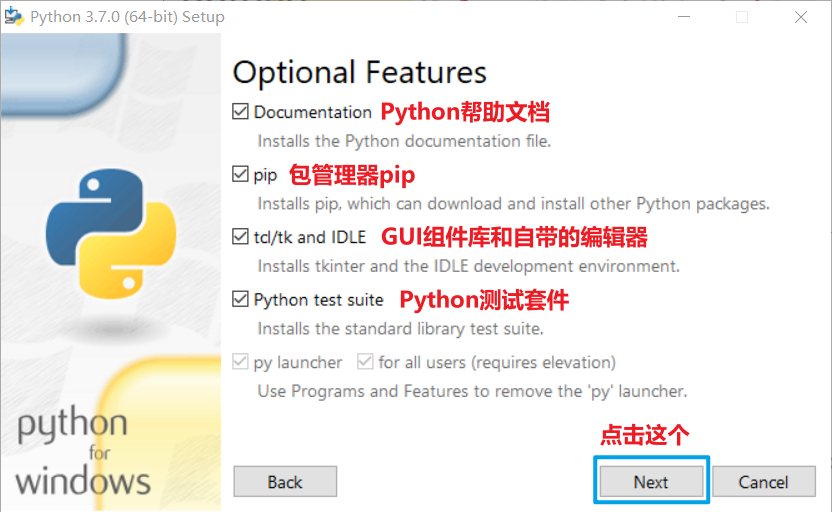 Python 3.7.0 (64-bit) Setup
Optional Features
Documentation Python帮助文档
Installs the Python documentation file.
pip 包管理器pip
Installs pip, which can download and install other Python packages.
tcl/tk and IDLE GUI组件库和自带的编辑器
Installs tkinter and the IDLE development environment.
Python test suite Python测试套件
Installs the standard library test suite.
py launcher for all users (requires elevation)
Use Programs and Features to remove the 'py' launcher.
python
for
windows
点击这个
Back Next Cancel